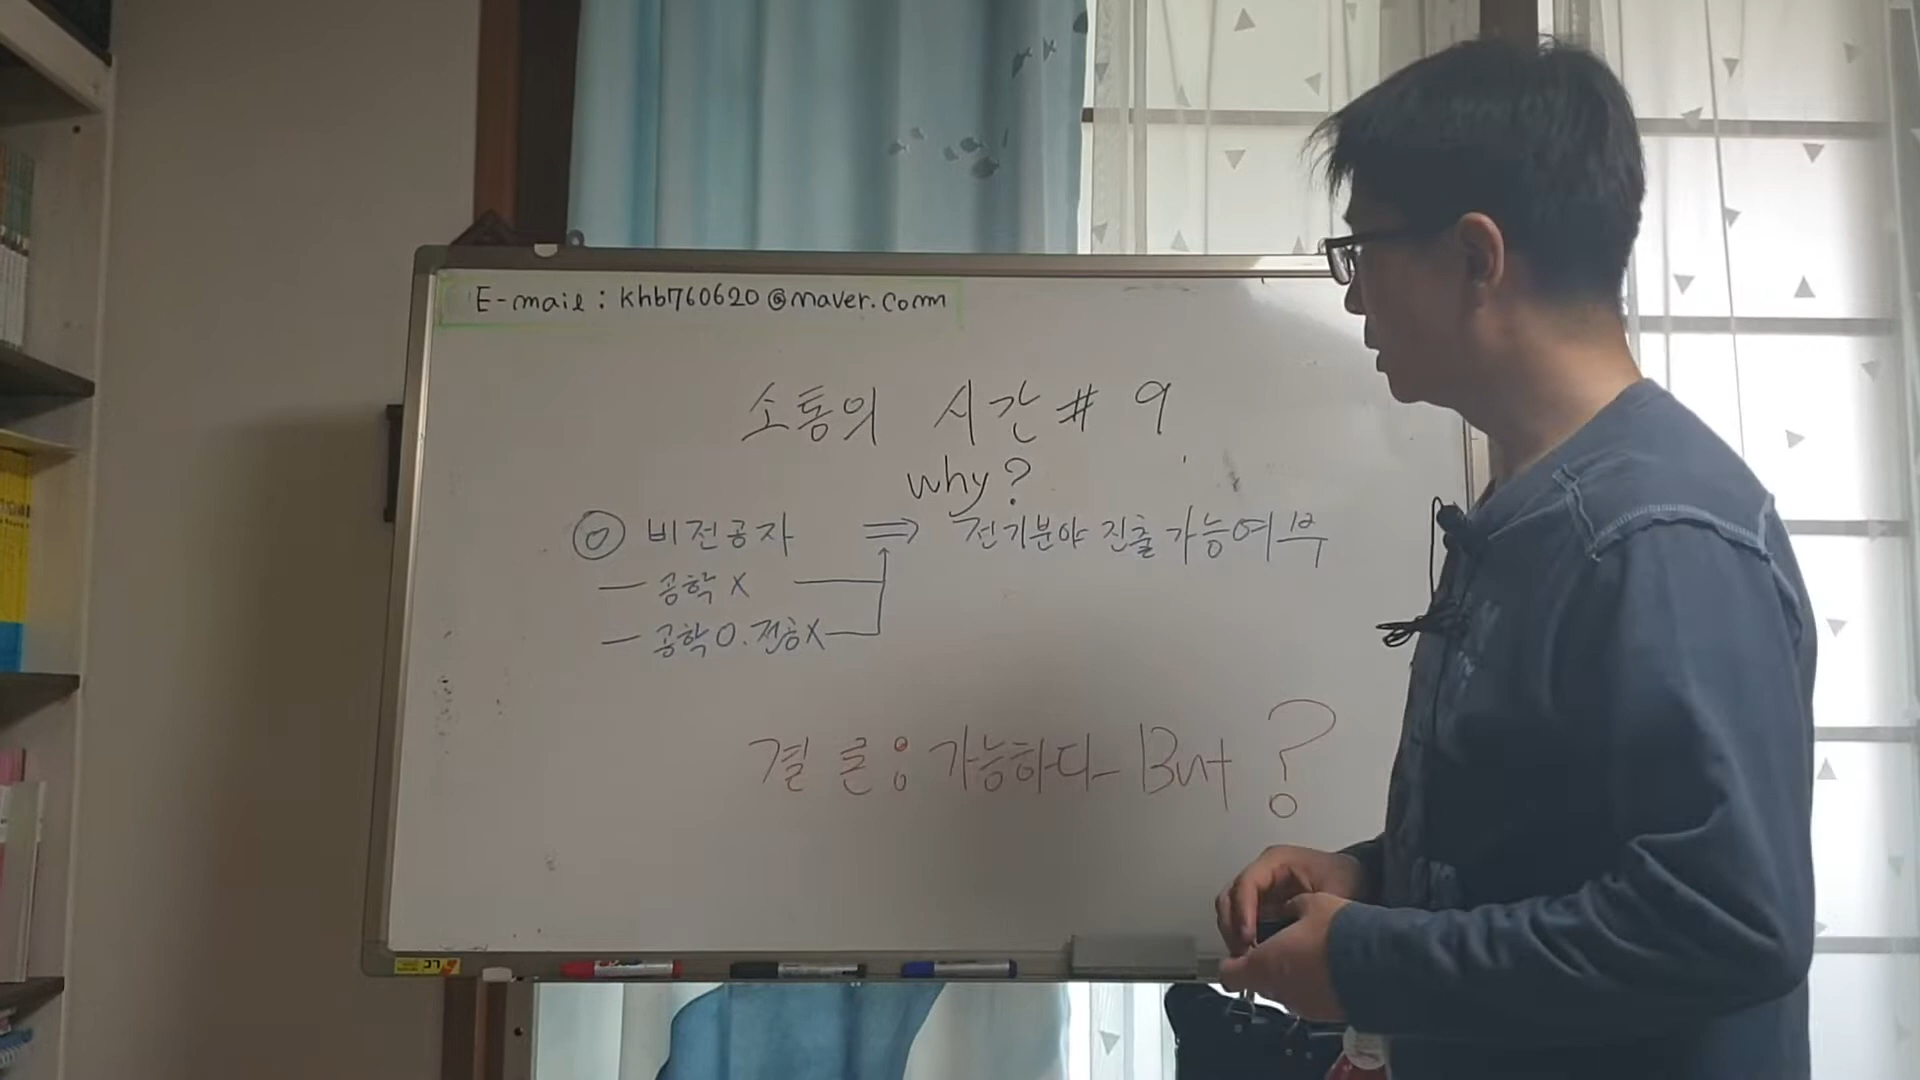 E-mail : khb760620@naver.com
소통의 시간 # 9
why?
비전공자 ⇒ 전기분야 진출 가능여부
— 공학 X
— 공학 O. 전공X
결론: 가능하다 But ?